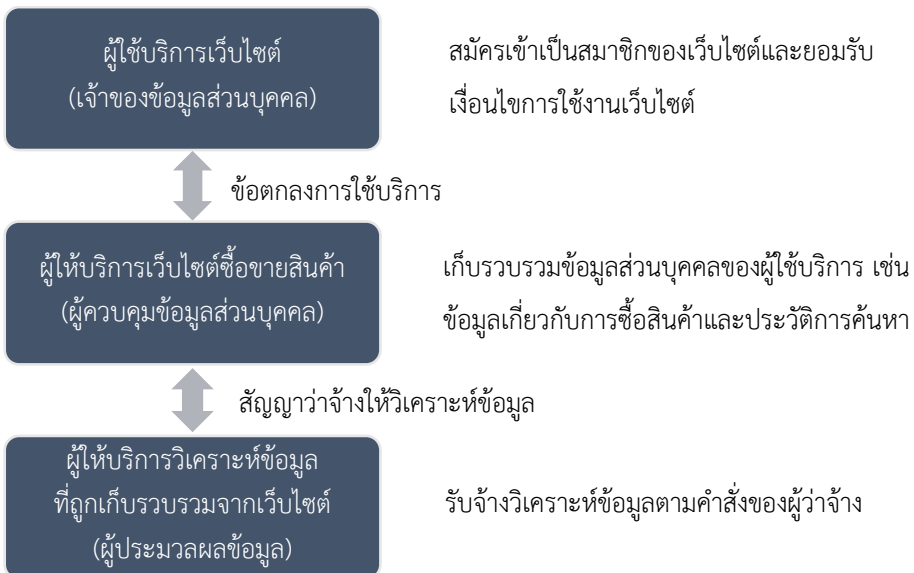 ผู้ใช้บริการเว็บไซต์
(เจ้าของข้อมูลส่วนบุคคล)
สมัครเข้าเป็นสมาชิกของเว็บไซต์และยอมรับ
เงื่อนไขการใช้งานเว็บไซต์
ข้อตกลงการใช้บริการ
ผู้ให้บริการเว็บไซต์ซื้อขายสินค้า
(ผู้ควบคุมข้อมูลส่วนบุคคล)
เก็บรวบรวมข้อมูลส่วนบุคคลของผู้ใช้บริการ เช่น
ข้อมูลเกี่ยวกับการซื้อสินค้าและประวัติการค้นหา
สัญญาว่าจ้างให้วิเคราะห์ข้อมูล
ผู้ให้บริการวิเคราะห์ข้อมูล
ที่ถูกเก็บรวบรวมจากเว็บไซต์
(ผู้ประมวลผลข้อมูล)
รับจ้างวิเคราะห์ข้อมูลตามคำสั่งของผู้ว่าจ้าง